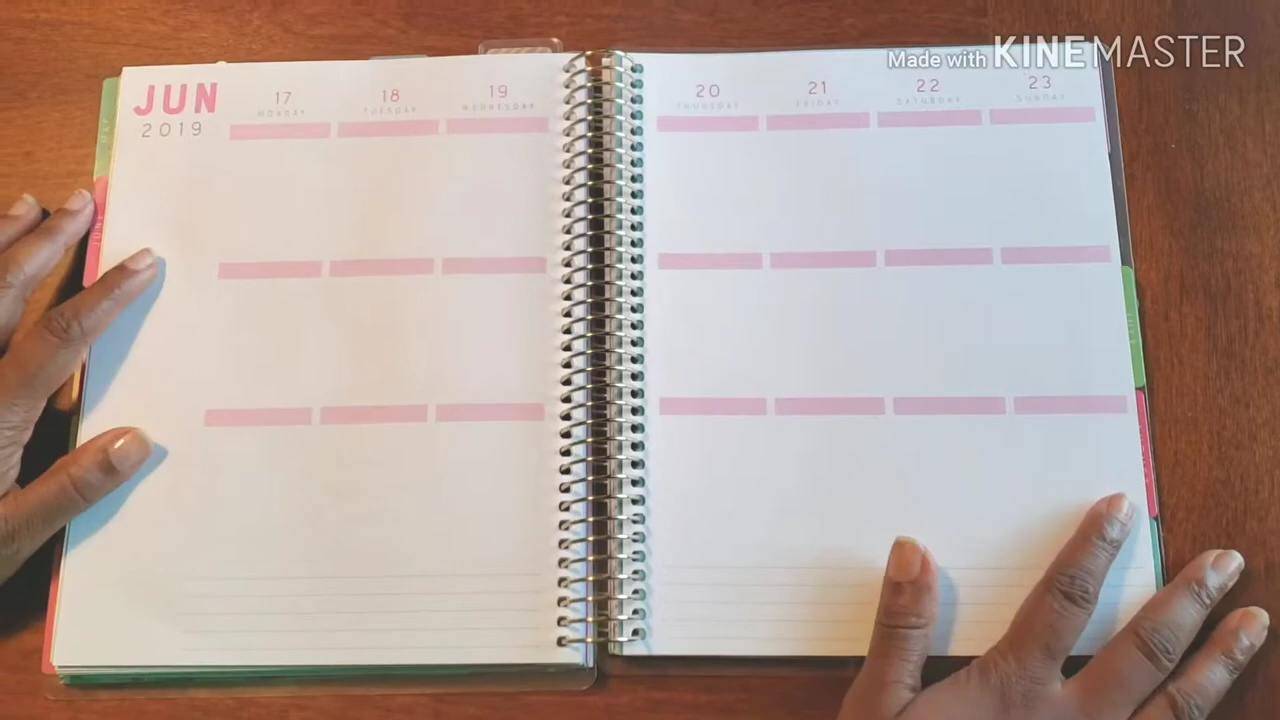 Made with KINEMASTER
JUN
2019
17
MONDAY
18
TUESDAY
19
WEDNESDAY
20
THURSDAY
21
FRIDAY
22
SATURDAY
23
SUNDAY
JUNE